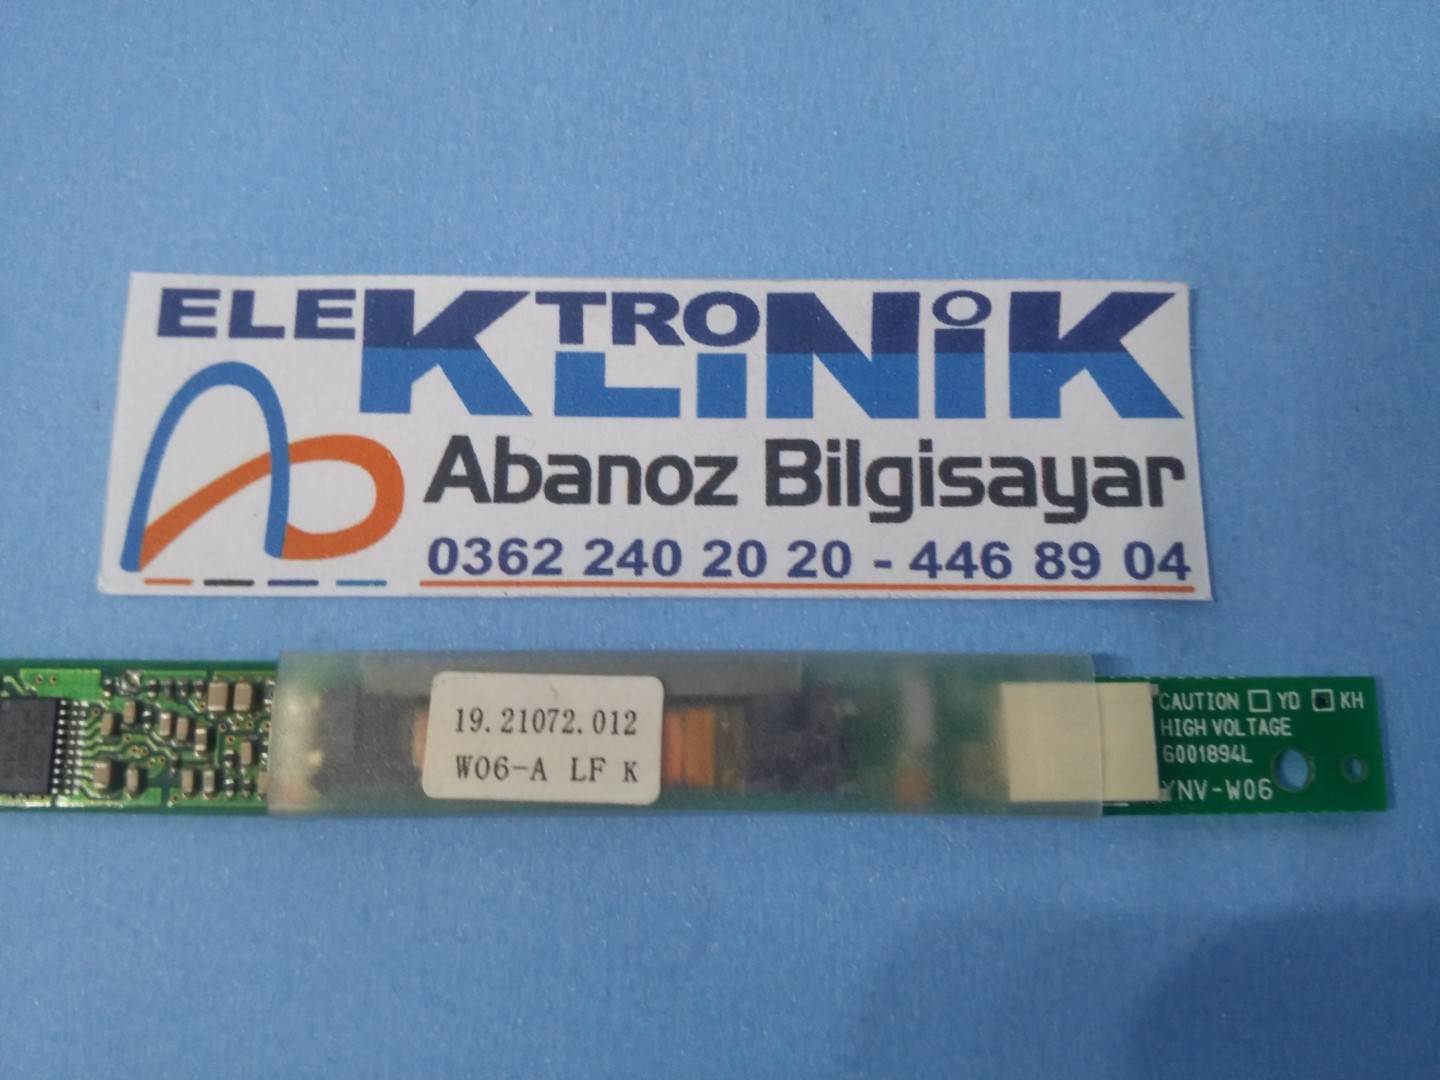 ELEKTRONİK
KLİNİK
Abanoz Bilgisayar
0362 240 20 20 - 446 89 04
19.21072.012
W06-A LF K
CAUTION YD KH
HIGH VOLTAGE
6001894L
YNV-W06